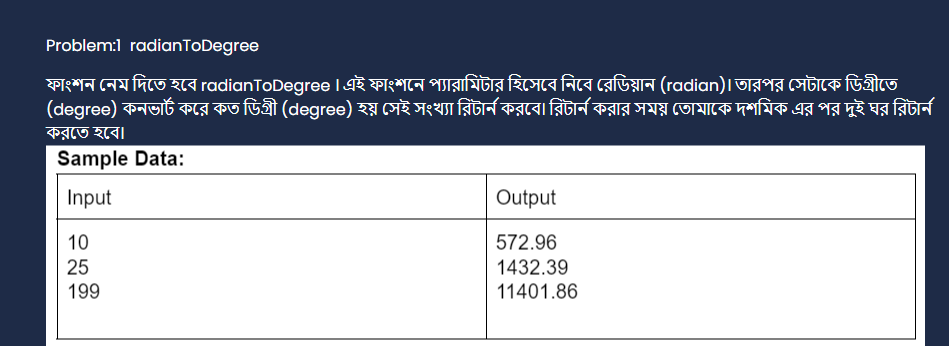 Problem:1 radianToDegree
ফাংশন নেম দিতে হবে radianToDegree । এই ফাংশনে প্যারামিটার হিসেবে নিবে রেডিয়ান (radian)। তারপর সেটাকে ডিগ্রীতে
(degree) কনভার্ট করে কত ডিগ্রী (degree) হয় সেই সংখ্যা রিটার্ন করবে। রিটার্ন করার সময় তোমাকে দশমিক এর পর দুই ঘর রিটার্ন
করতে হবে।
Sample Data:
Input Output
10 572.96
25 1432.39
199 11401.86